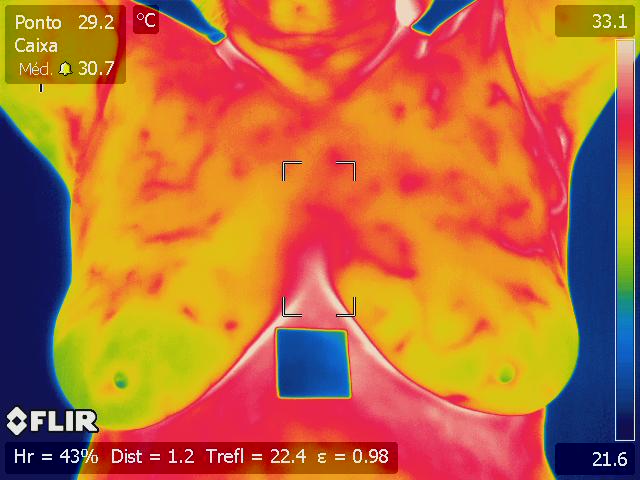 Ponto 29.2 °C
Caixa
Méd. 30.7
33.1
FLIR
Hr = 43% Dist = 1.2 Trefl = 22.4 ε = 0.98
21.6